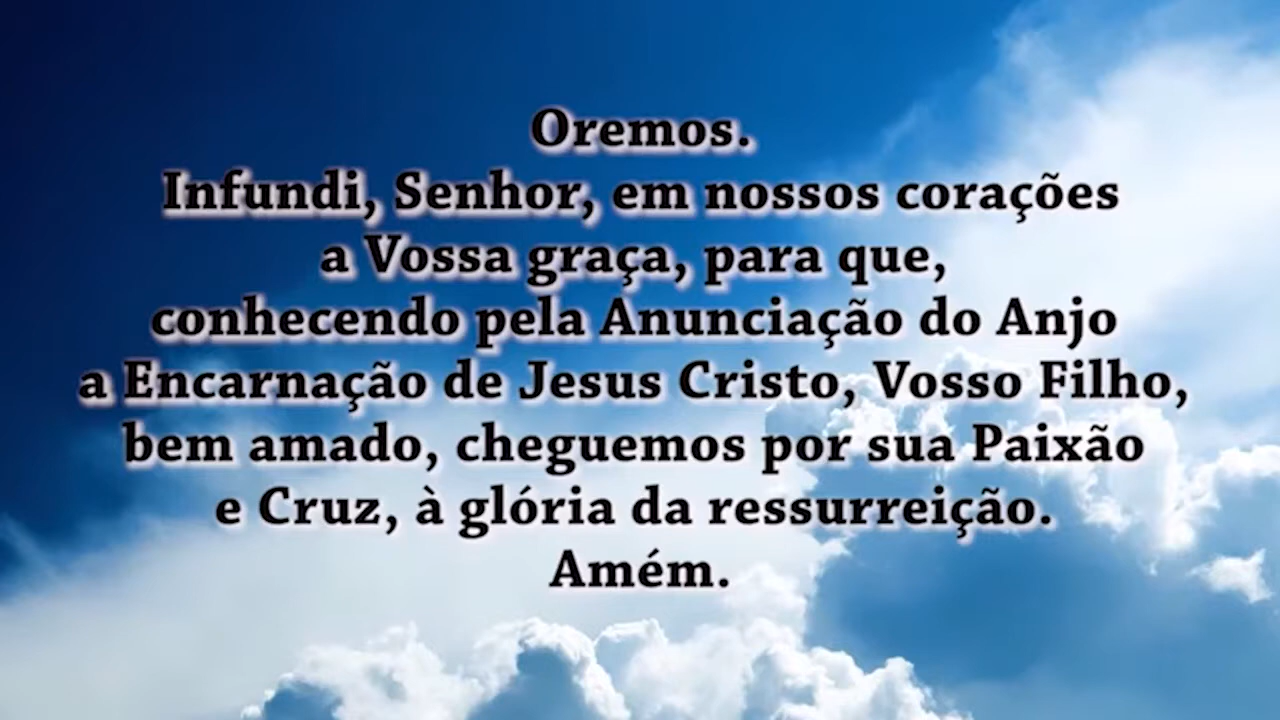 Oremos.
Infundi, Senhor, em nossos corações
a Vossa graça, para que,
conhecendo pela Anunciação do Anjo
a Encarnação de Jesus Cristo, Vosso Filho,
bem amado, cheguemos por sua Paixão
e Cruz, à glória da ressurreição.
Amém.